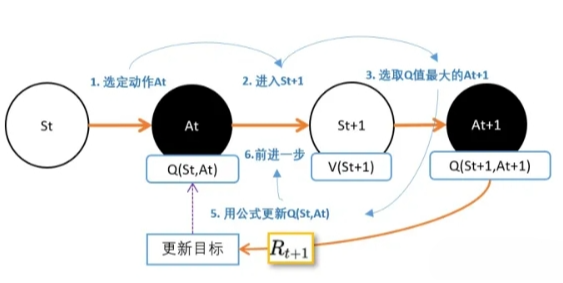 1. 选定动作At
2. 进入St+1
3. 选取Q值最大的At+1
St
At
St+1
At+1
Q(St,At)
6.前进一步
V(St+1)
Q(St+1,At+1)
5. 用公式更新Q(St,At)
更新目标
R_{t+1}